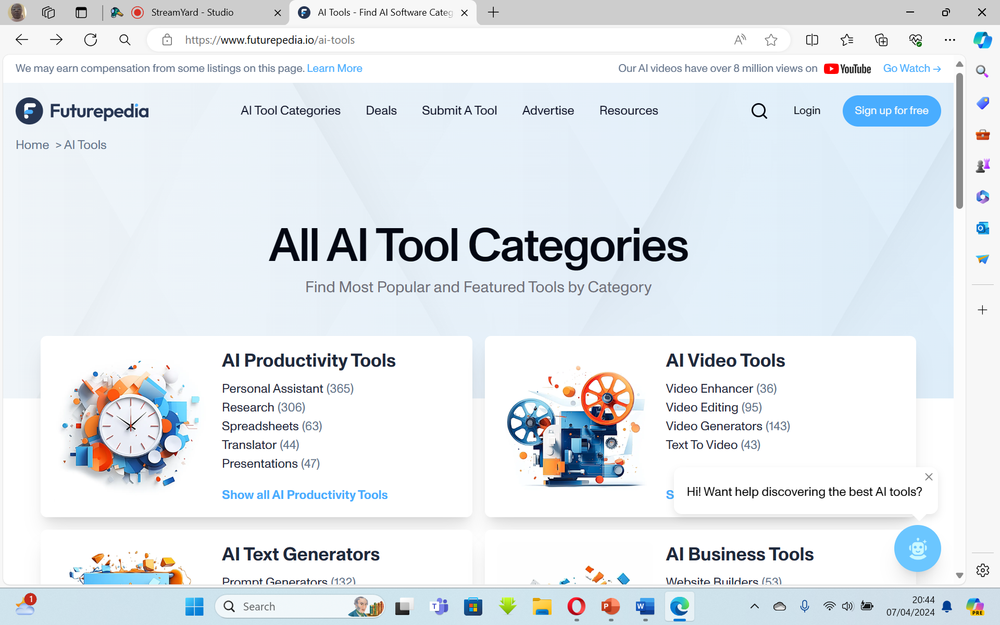 StreamYard - Studio
AI Tools - Find AI Software Categ
https://www.futurepedia.io/ai-tools
We may earn compensation from some listings on this page. Learn More
Our AI videos have over 8 million views on YouTube Go Watch →
Futurepedia
AI Tool Categories Deals Submit A Tool Advertise Resources
Login Sign up for free
Home > AI Tools
All AI Tool Categories
Find Most Popular and Featured Tools by Category
AI Productivity Tools
Personal Assistant (365)
Research (306)
Spreadsheets (63)
Translator (44)
Presentations (47)
Show all AI Productivity Tools
AI Video Tools
Video Enhancer (36)
Video Editing (95)
Video Generators (143)
Text To Video (43)
S
Hi! Want help discovering the best AI tools?
AI Text Generators
Prompt Generators (132)
AI Business Tools
Website Builders (53)
1
Search
20:44
07/04/2024
PRE